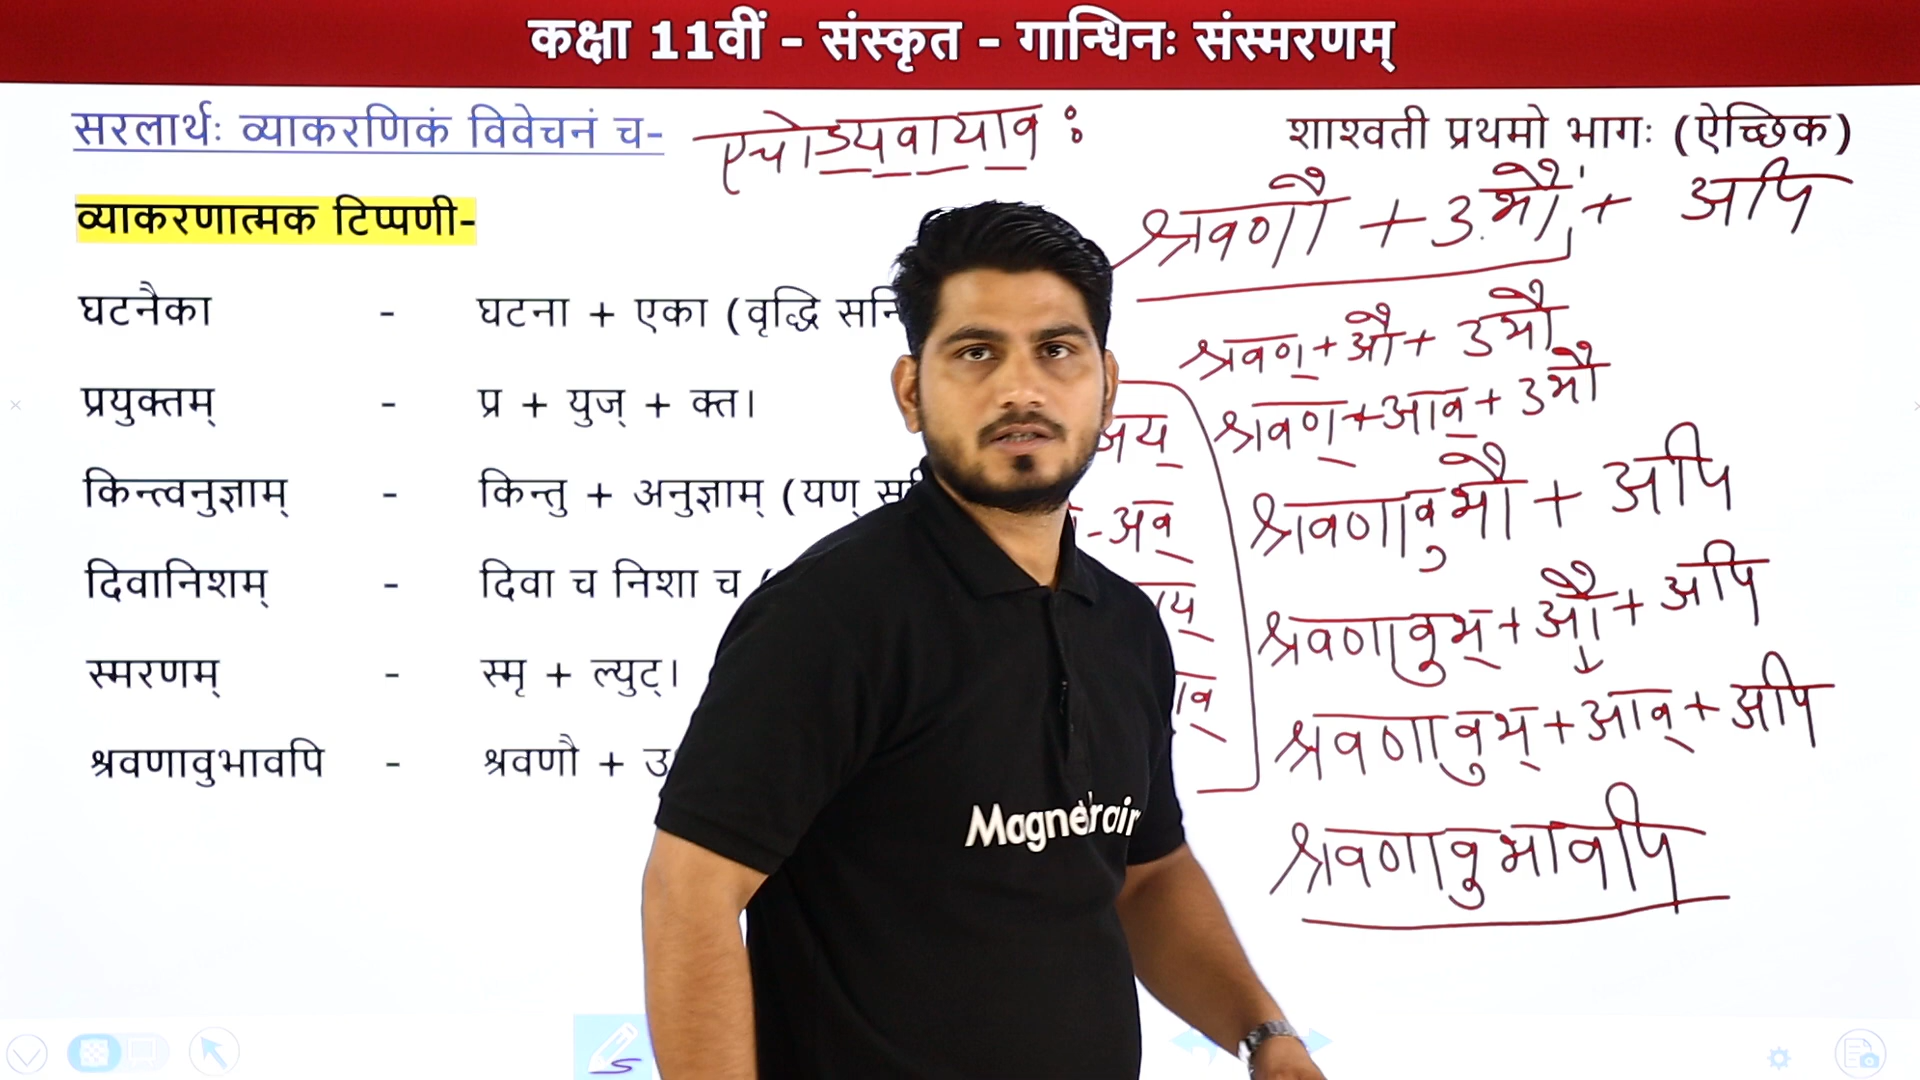 कक्षा 11वीं - संस्कृत - गान्धिनः संस्मरणम्
सरलार्थः व्याकरणिकं विवेचनं च-
एचोऽयवायावः
शाश्वती प्रथमो भागः (ऐच्छिक)
व्याकरणात्मक टिप्पणी-
श्रवणौ + उभौ + अपि
घटनैका - घटना + एका (वृद्धि
श्रवण् + औ + उभौ
प्रयुक्तम् - प्र + युज् + क्त।
श्रवण् + आव् + उभौ
अय्
किन्त्वनुज्ञाम् - किन्तु + अनुज्ञाम् (यण्
-अव्
श्रवणावुभौ + अपि
दिवानिशम् - दिवा च निशा च
श्रवणावुभ् + औ + अपि
स्मरणम् - स्मृ + ल्युट्।
श्रवणावुभ् + आव् + अपि
श्रवणावुभावपि - श्रवणौ +
श्रवणावुभावपि